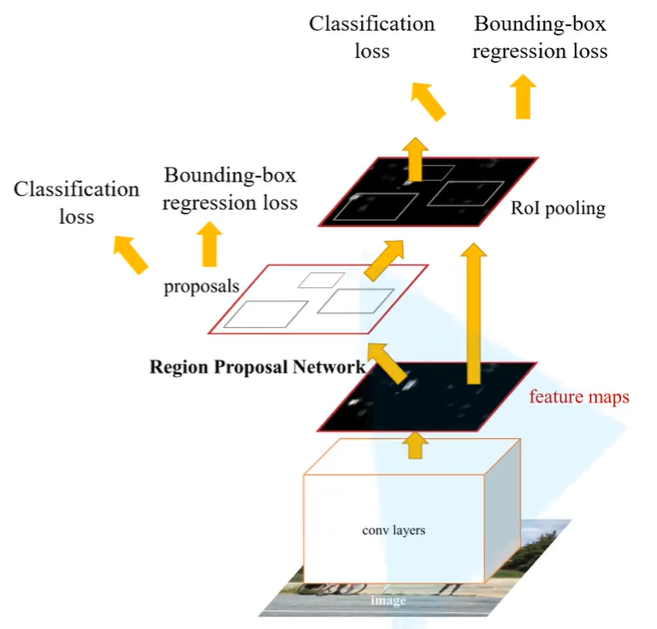 Classification
loss
Bounding-box
regression loss
Classification
loss
Bounding-box
regression loss
RoI pooling
proposals
Region Proposal Network
feature maps
conv layers
image